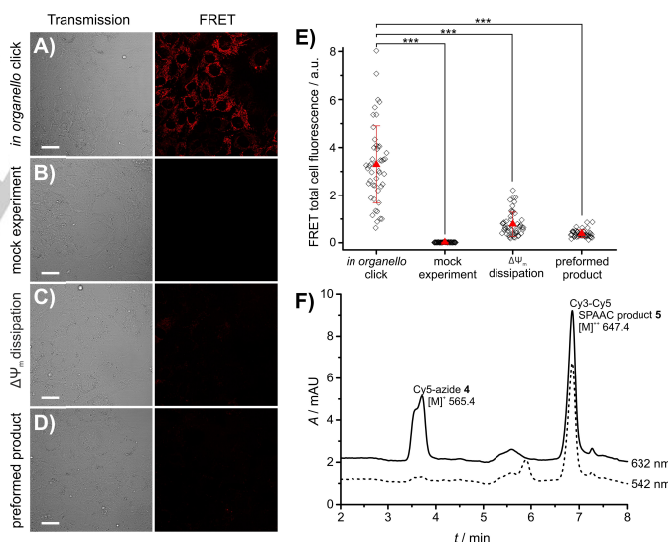 Transmission
FRET
A)
in organello click
B)
mock experiment
C)
ΔΨm dissipation
D)
preformed product
E)
***
***
***
FRET total cell fluorescence / a.u.
8
6
4
2
0
in organello
click
mock
experiment
ΔΨm
dissipation
preformed
product
F)
A / mAU
10
8
6
4
2
0
Cy5-azide 4
[M]+ 565.4
Cy3-Cy5
SPAAC product 5
[M]++ 647.4
632 nm
542 nm
2
3
4
5
6
7
8
t / min